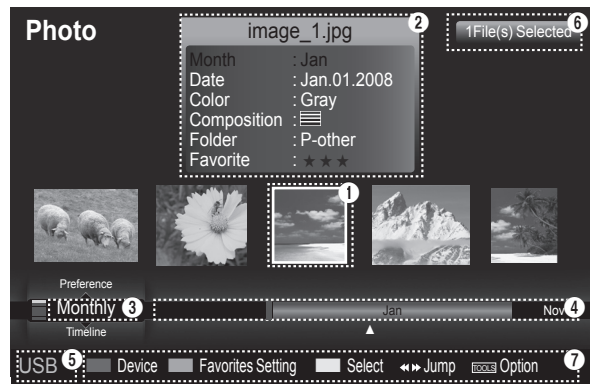 Photo
image_1.jpg
2
1File(s) Selected
6
Month : Jan
Date : Jan.01.2008
Color : Gray
Composition :
Folder : P-other
Favorite : ★★★
1
Preference
Monthly
3
Jan
Nov
4
Timeline
USB
5
Device
Favorites Setting
Select
Jump
TOOLS Option
7